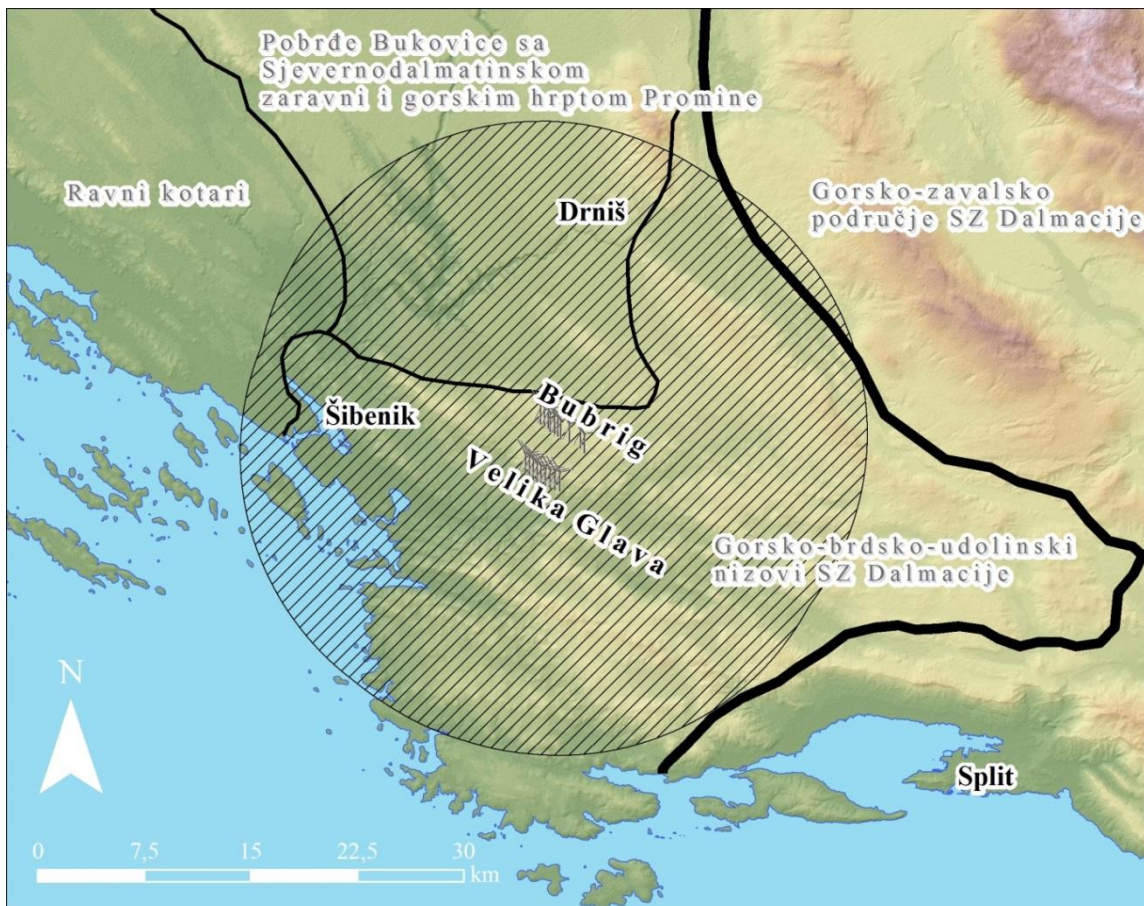 Pobrđe Bukovice sa
Sjevernodalmatinskom
zaravni i gorskim hrptom Promine
Ravni kotari
Drniš
Gorsko-zavalsko
područje SZ Dalmacije
Šibenik
Bubrig
Velika Glava
Gorsko-brdsko-udolinski
nizovi SZ Dalmacije
N
Split
0 7,5 15 22,5 30
km